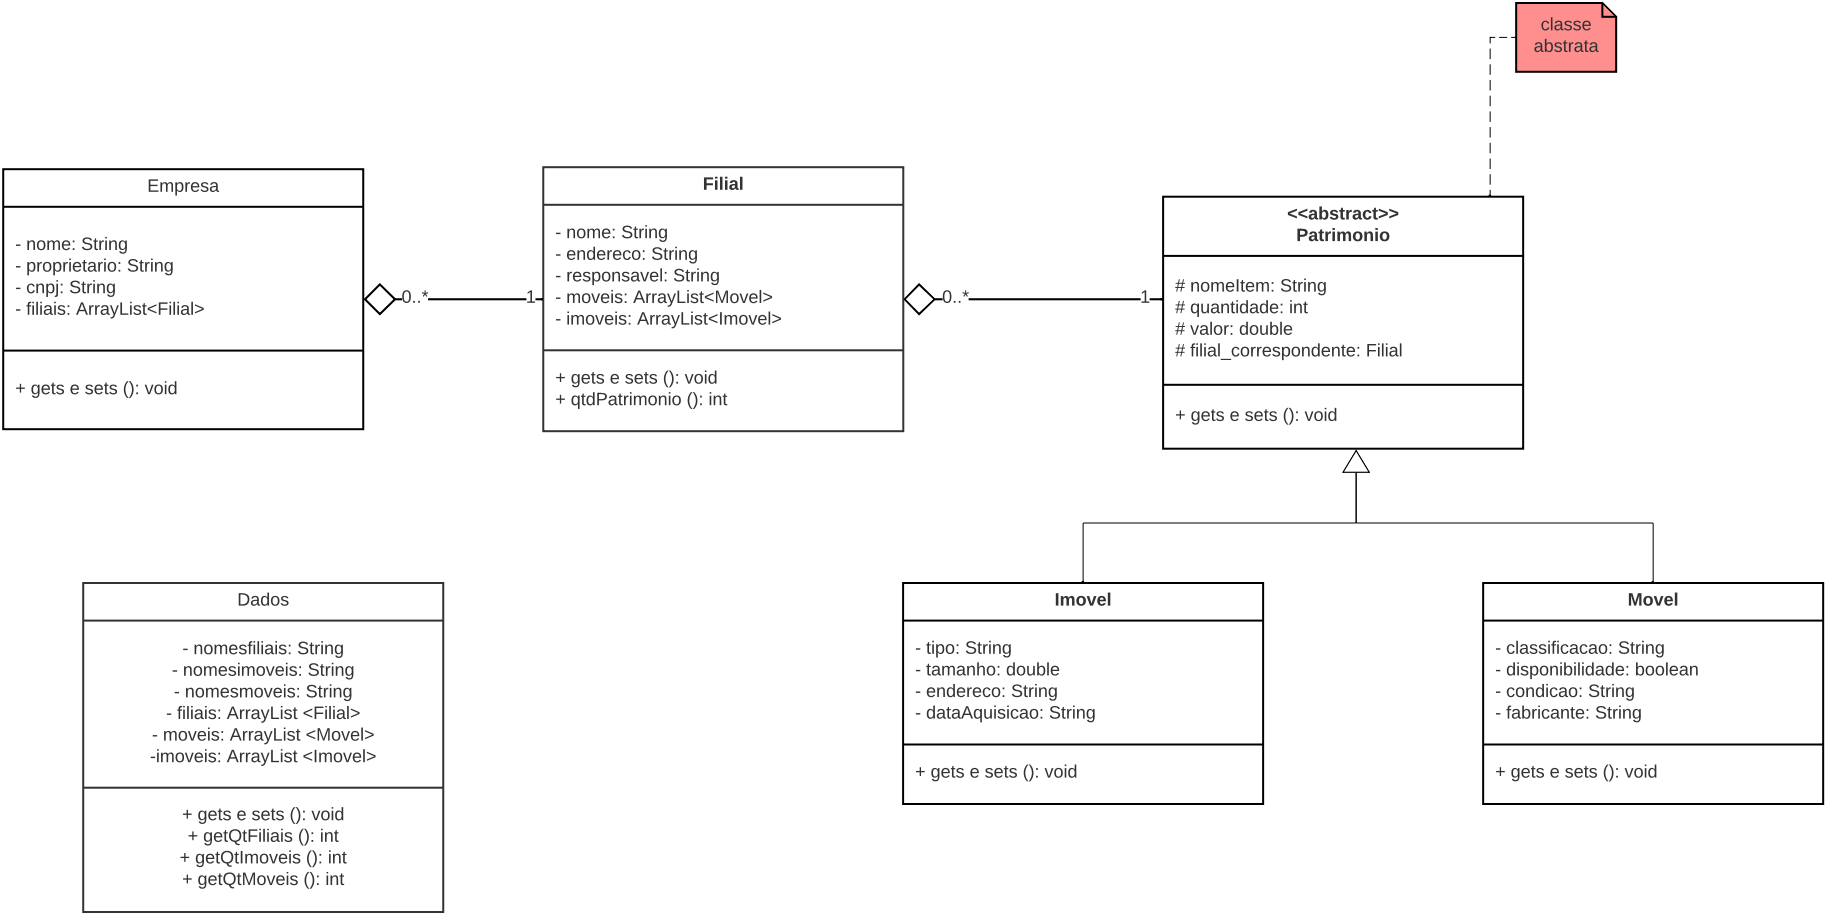 classe
abstrata
Empresa
- nome: String
- proprietario: String
- cnpj: String
- filiais: ArrayList<Filial>
+ gets e sets (): void
0..*
1
Filial
- nome: String
- endereco: String
- responsavel: String
- moveis: ArrayList<Movel>
- imoveis: ArrayList<Imovel>
+ gets e sets (): void
+ qtdPatrimonio (): int
0..*
1
<<abstract>>
Patrimonio
# nomeItem: String
# quantidade: int
# valor: double
# filial_correspondente: Filial
+ gets e sets (): void
Dados
- nomesfiliais: String
- nomesimoveis: String
- nomesmoveis: String
- filiais: ArrayList <Filial>
- moveis: ArrayList <Movel>
-imoveis: ArrayList <Imovel>
+ gets e sets (): void
+ getQtFiliais (): int
+ getQtImoveis (): int
+ getQtMoveis (): int
Imovel
- tipo: String
- tamanho: double
- endereco: String
- dataAquisicao: String
+ gets e sets (): void
Movel
- classificacao: String
- disponibilidade: boolean
- condicao: String
- fabricante: String
+ gets e sets (): void